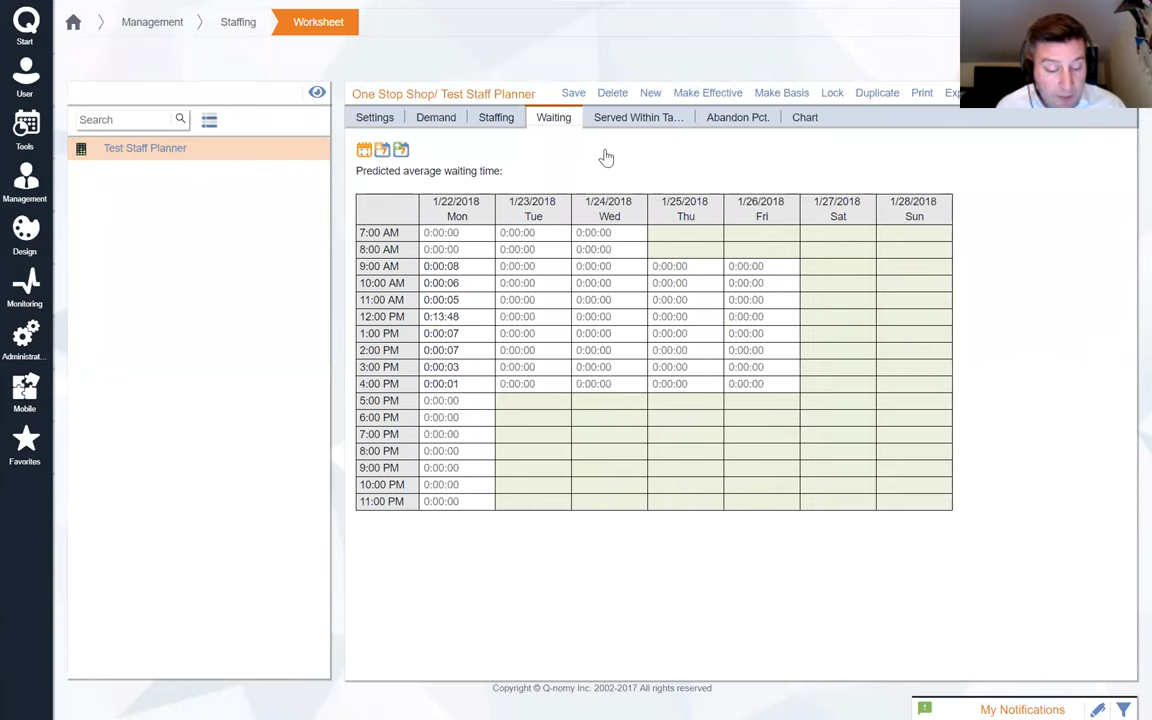 Start
User
Tools
Management
Design
Monitoring
Administrat...
Mobile
Favorites
Management
Staffing
Worksheet
Search
Test Staff Planner
One Stop Shop/ Test Staff Planner
Save
Delete
New
Make Effective
Make Basis
Lock
Duplicate
Print
Settings
Demand
Staffing
Waiting
Served Within Ta...
Abandon Pct.
Chart
Predicted average waiting time:
1/22/2018 1/23/2018 1/24/2018 1/25/2018 1/26/2018 1/27/2018 1/28/2018
Mon Tue Wed Thu Fri Sat Sun
7:00 AM 0:00:00 0:00:00 0:00:00
8:00 AM 0:00:00 0:00:00 0:00:00
9:00 AM 0:00:08 0:00:00 0:00:00 0:00:00 0:00:00
10:00 AM 0:00:06 0:00:00 0:00:00 0:00:00 0:00:00
11:00 AM 0:00:05 0:00:00 0:00:00 0:00:00 0:00:00
12:00 PM 0:13:48 0:00:00 0:00:00 0:00:00 0:00:00
1:00 PM 0:00:07 0:00:00 0:00:00 0:00:00 0:00:00
2:00 PM 0:00:07 0:00:00 0:00:00 0:00:00 0:00:00
3:00 PM 0:00:03 0:00:00 0:00:00 0:00:00 0:00:00
4:00 PM 0:00:01 0:00:00 0:00:00 0:00:00 0:00:00
5:00 PM 0:00:00
6:00 PM 0:00:00
7:00 PM 0:00:00
8:00 PM 0:00:00
9:00 PM 0:00:00
10:00 PM 0:00:00
11:00 PM 0:00:00
Copyright © Q-nomy Inc. 2002-2017 All rights reserved
My Notifications